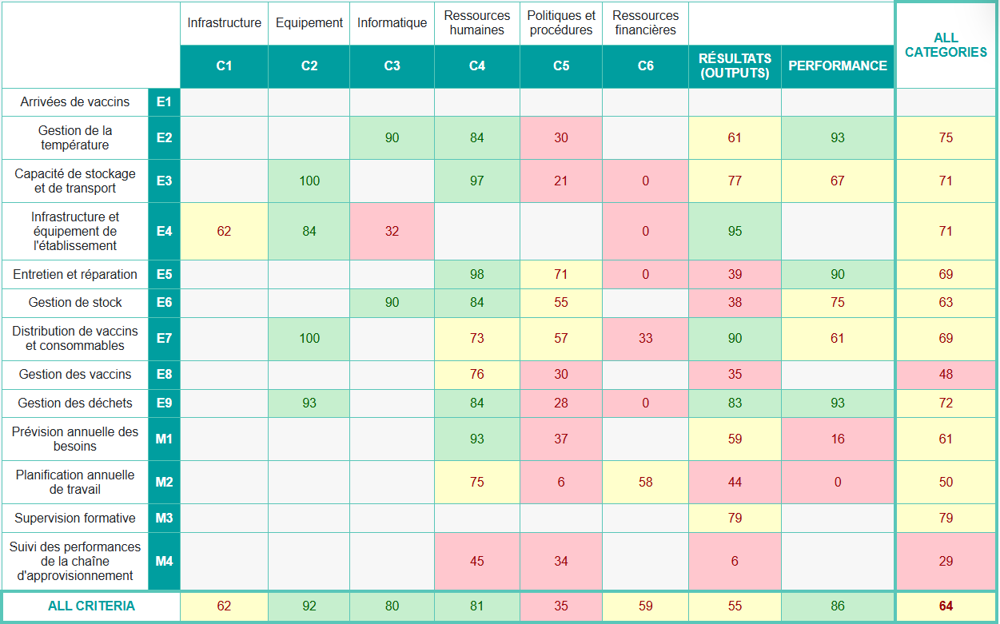 Infrastructure Equipement Informatique Ressources humaines Politiques et procédures Ressources financières
C1 C2 C3 C4 C5 C6 RÉSULTATS (OUTPUTS) PERFORMANCE ALL CATEGORIES
Arrivées de vaccins E1
Gestion de la température E2 90 84 30 61 93 75
Capacité de stockage et de transport E3 100 97 21 0 77 67 71
Infrastructure et équipement de l'établissement E4 62 84 32 0 95 71
Entretien et réparation E5 98 71 0 39 90 69
Gestion de stock E6 90 84 55 38 75 63
Distribution de vaccins et consommables E7 100 73 57 33 90 61 69
Gestion des vaccins E8 76 30 35 48
Gestion des déchets E9 93 84 28 0 83 93 72
Prévision annuelle des besoins M1 93 37 59 16 61
Planification annuelle de travail M2 75 6 58 44 0 50
Supervision formative M3 79 79
Suivi des performances de la chaîne d'approvisionnement M4 45 34 6 29
ALL CRITERIA 62 92 80 81 35 59 55 86 64